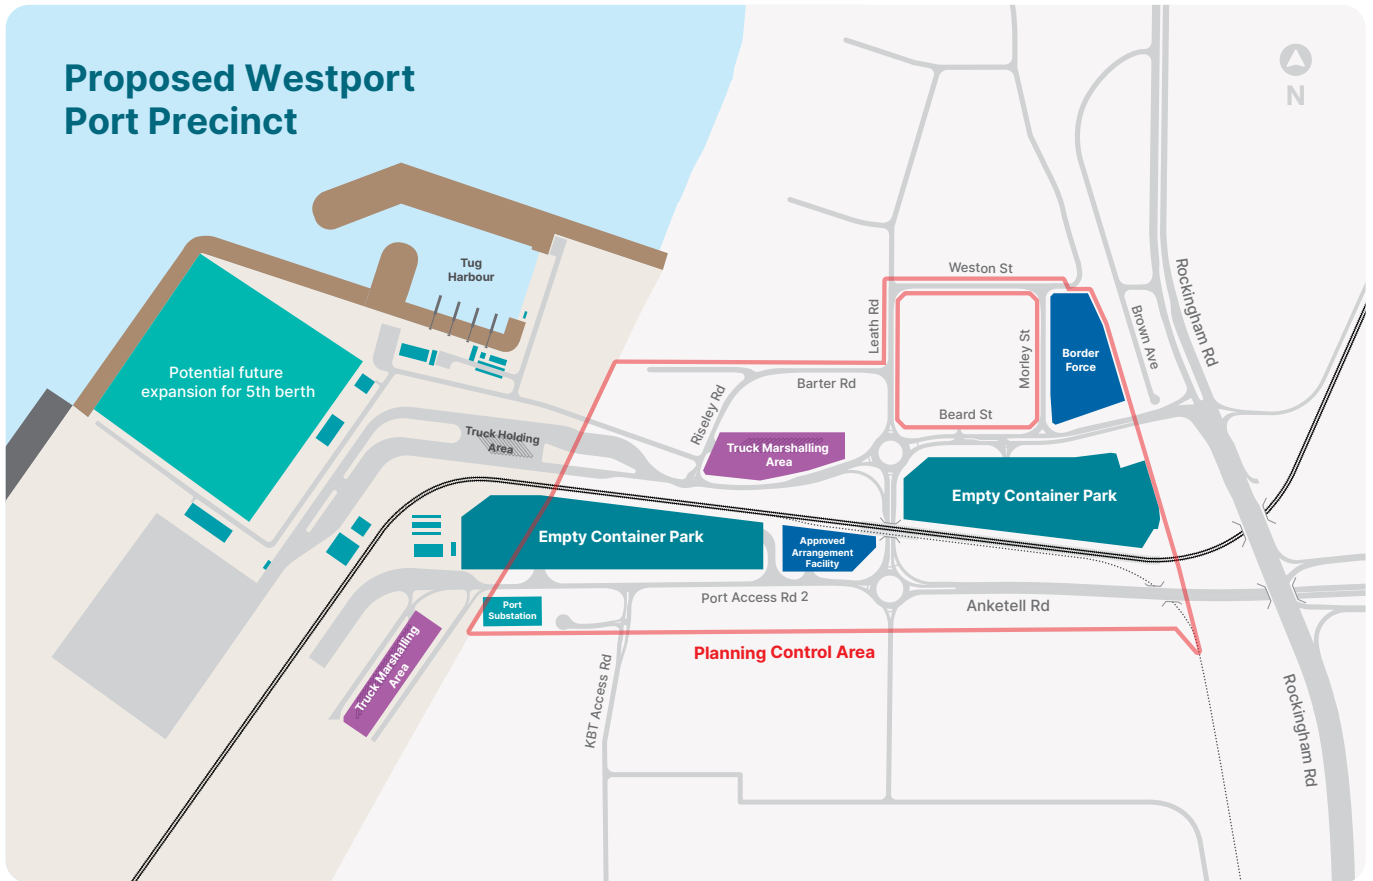 Proposed Westport
Port Precinct
N
Tug
Harbour
Weston St
Rockingham Rd
Leath Rd
Morley St
Border
Force
Brown Ave
Potential future
expansion for 5th berth
Barter Rd
Riseley Rd
Beard St
Truck Holding
Area
Truck Marshalling
Area
Empty Container Park
Empty Container Park
Approved
Arrangement
Facility
Port
Substation
Port Access Rd 2
Anketell Rd
Truck Marshalling
Area
Planning Control Area
KBT Access Rd
Rockingham Rd